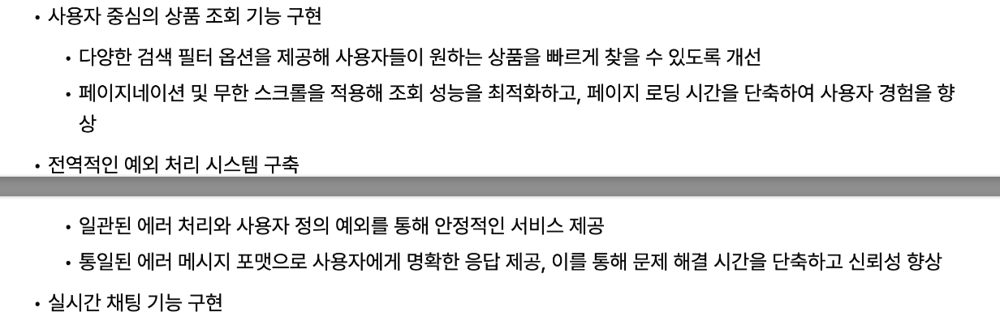 • 사용자 중심의 상품 조회 기능 구현
• 다양한 검색 필터 옵션을 제공해 사용자들이 원하는 상품을 빠르게 찾을 수 있도록 개선
• 페이지네이션 및 무한 스크롤을 적용해 조회 성능을 최적화하고, 페이지 로딩 시간을 단축하여 사용자 경험을 향
상
• 전역적인 예외 처리 시스템 구축
• 일관된 에러 처리와 사용자 정의 예외를 통해 안정적인 서비스 제공
• 통일된 에러 메시지 포맷으로 사용자에게 명확한 응답 제공, 이를 통해 문제 해결 시간을 단축하고 신뢰성 향상
• 실시간 채팅 기능 구현